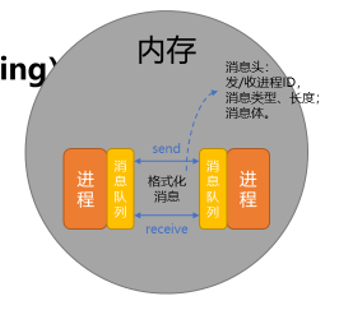 内存
ing)
消息头:
发/收进程ID,
消息类型、长度;
消息体。
send
进程
消息队列
格式化
消息
消息队列
进程
receive